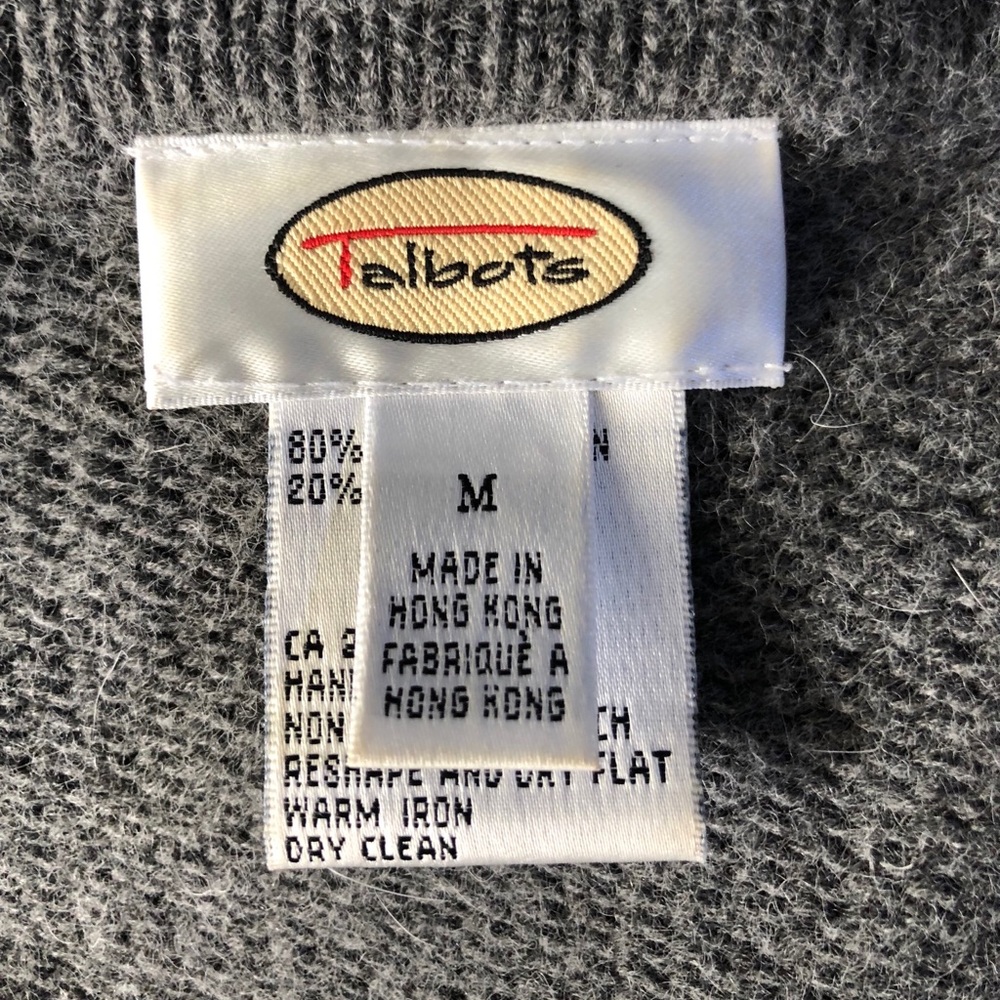 Talbots
80%
20%
N
M
MADE IN
HONG KONG
FABRIQUÉ À
HONG KONG
CA 2
HAN
NON
CH
RESHAPE AND DRY FLAT
WARM IRON
DRY CLEAN